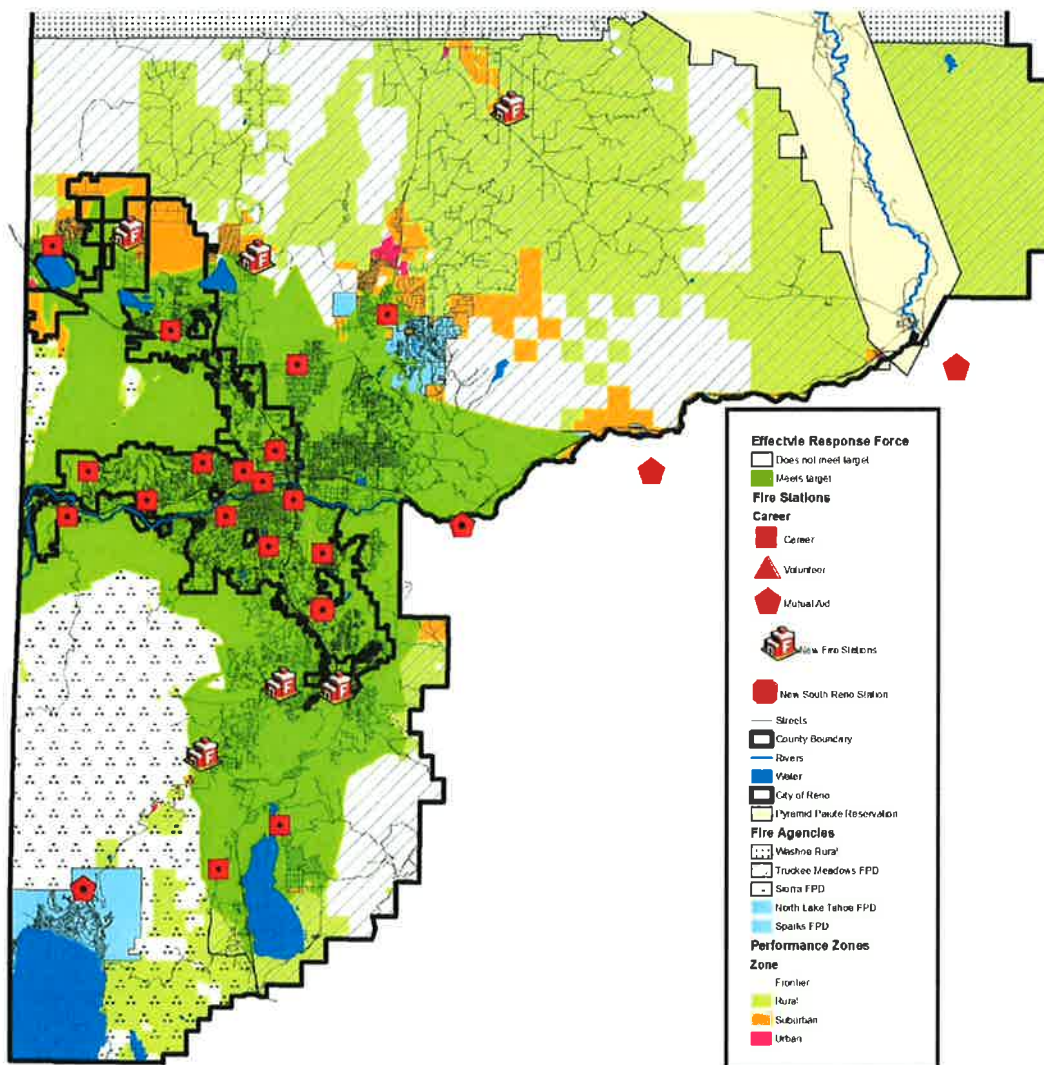 Effectvie Response Force
Does not meet target
Meets target
Fire Stations
Career
Career
Volunteer
Mutual Aid
New Fire Stations
New South Reno Station
Streets
County Boundary
Rivers
Water
City of Reno
Pyramid Paiute Reservation
Fire Agencies
Washoe Rural
Truckee Meadows FPD
Sierra FPD
North Lake Tahoe FPD
Sparks FPD
Performance Zones
Zone
Frontier
Rural
Suburban
Urban